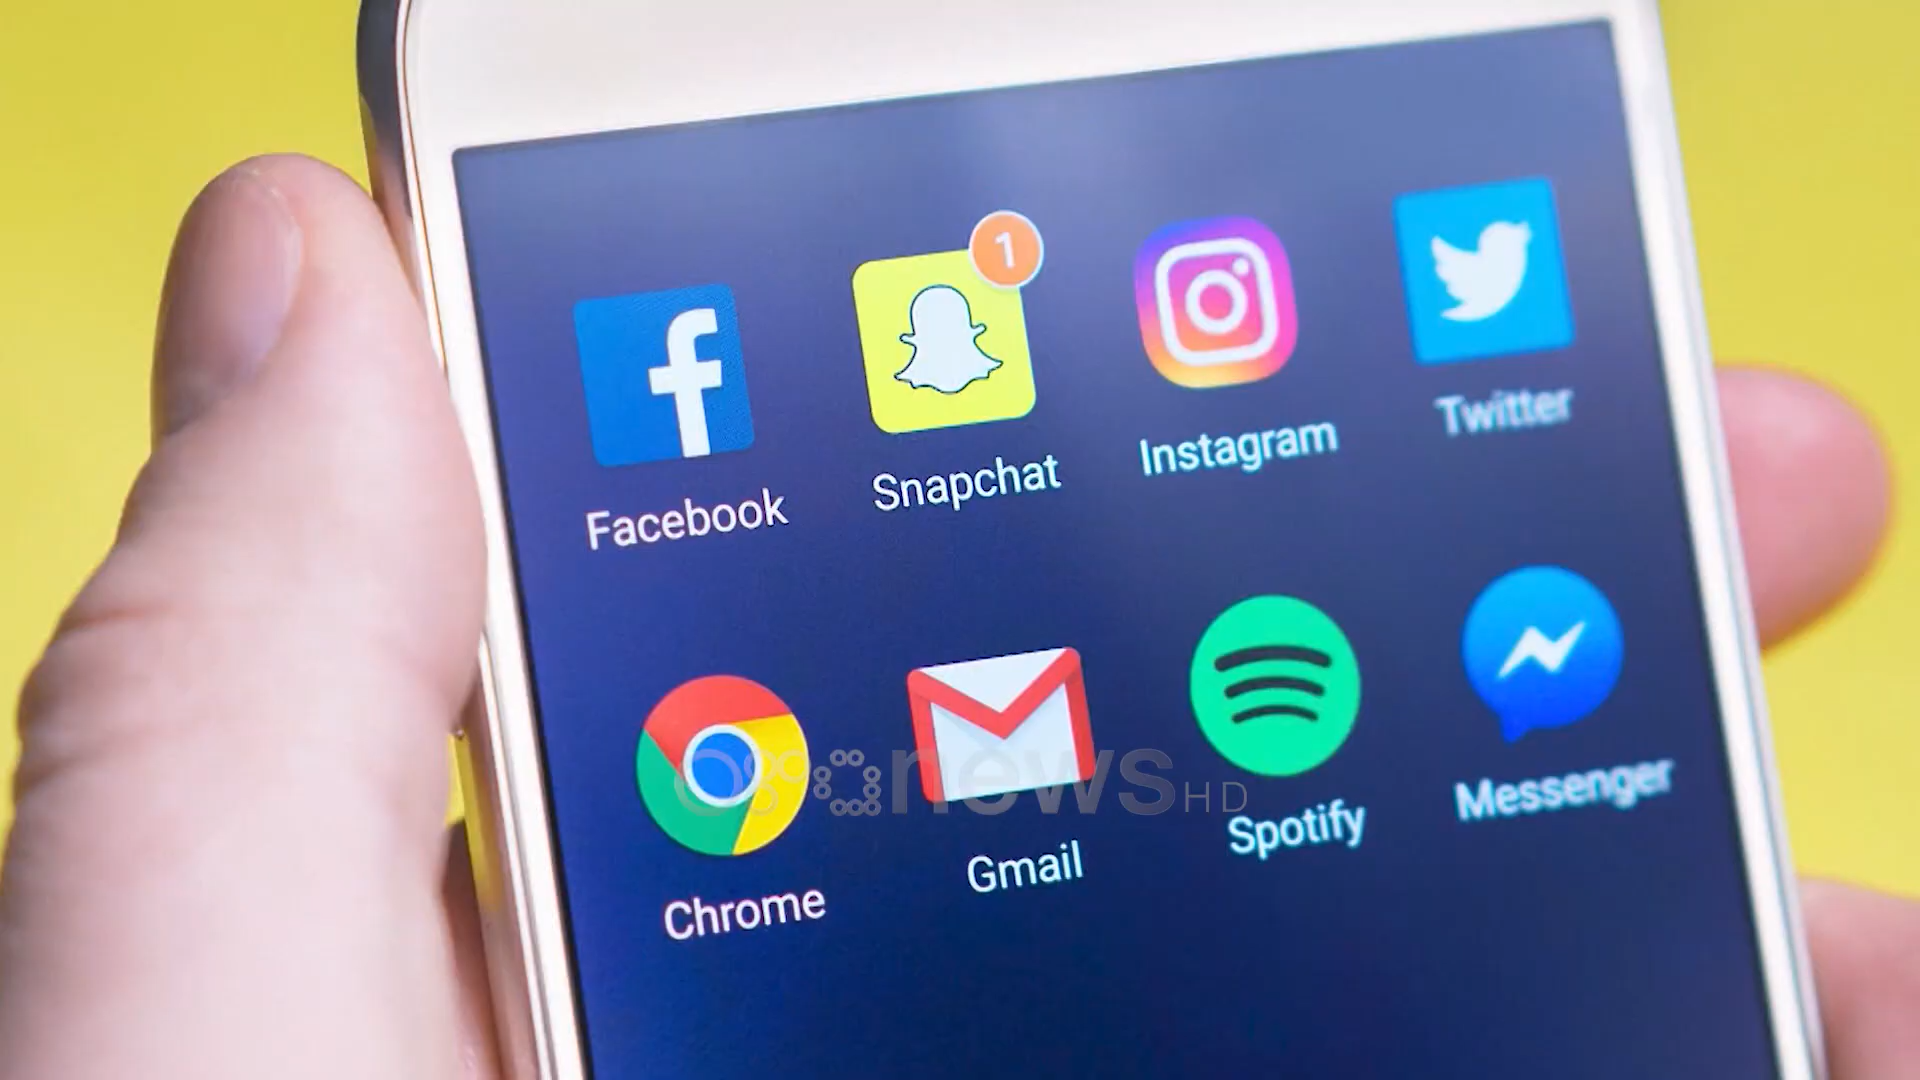 1
Facebook
Snapchat
Instagram
Twitter
Chrome
Gmail
Spotify
Messenger
news HD